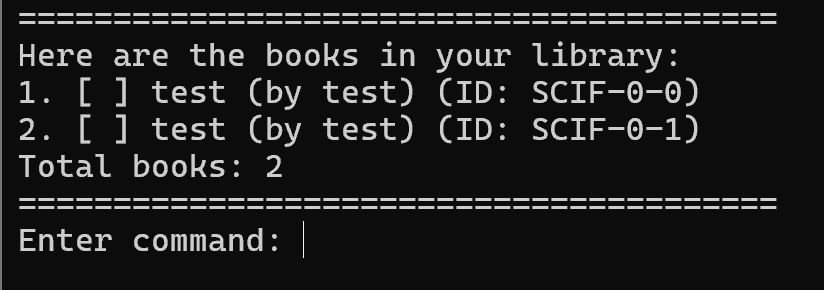 ========================================
Here are the books in your library:
1. [ ] test (by test) (ID: SCIF-0-0)
2. [ ] test (by test) (ID: SCIF-0-1)
Total books: 2
========================================
Enter command: